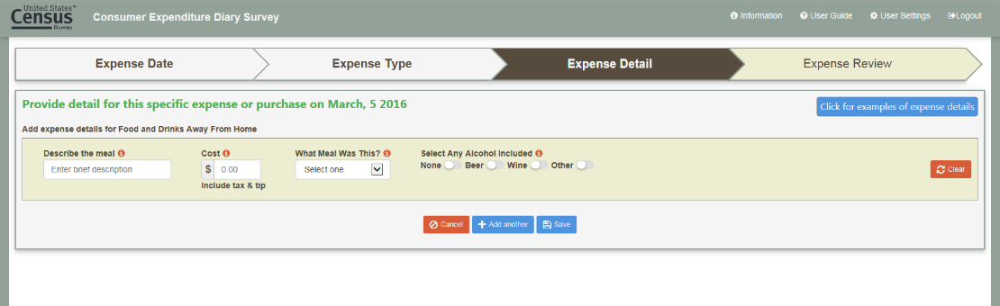 United States™
Census
Bureau
Consumer Expenditure Diary Survey
Information
User Guide
User Settings
Logout
Expense Date
Expense Type
Expense Detail
Expense Review
Provide detail for this specific expense or purchase on March, 5 2016
Click for examples of expense details
Add expense details for Food and Drinks Away From Home
Describe the meal
Cost
What Meal Was This?
Select Any Alcohol Included
Enter brief description
$ 0.00
Select one
None Beer Wine Other
Clear
Include tax & tip
Cancel
Add another
Save